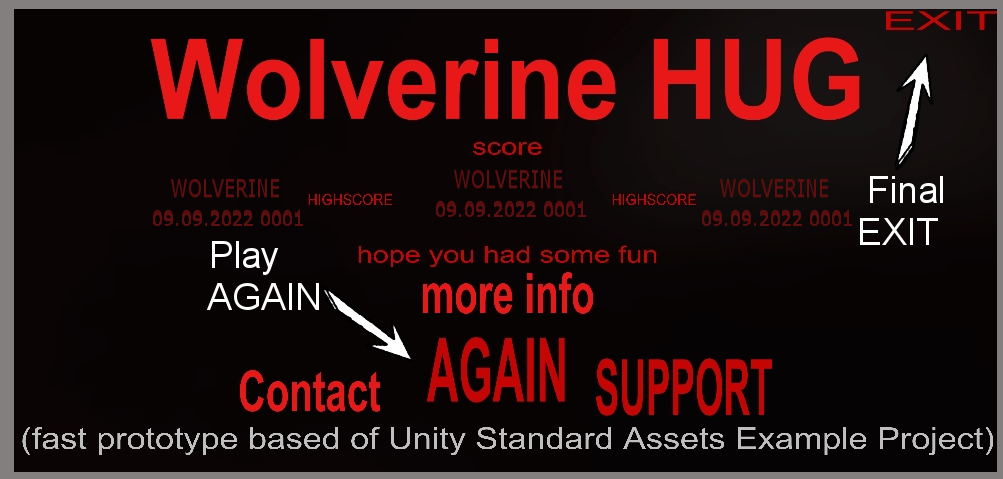 EXIT
Wolverine HUG
score
WOLVERINE
09.09.2022 0001
HIGHSCORE
WOLVERINE
09.09.2022 0001
HIGHSCORE
WOLVERINE
09.09.2022 0001
Final
EXIT
Play
AGAIN
hope you had some fun
more info
Contact
AGAIN
SUPPORT
(fast prototype based of Unity Standard Assets Example Project)